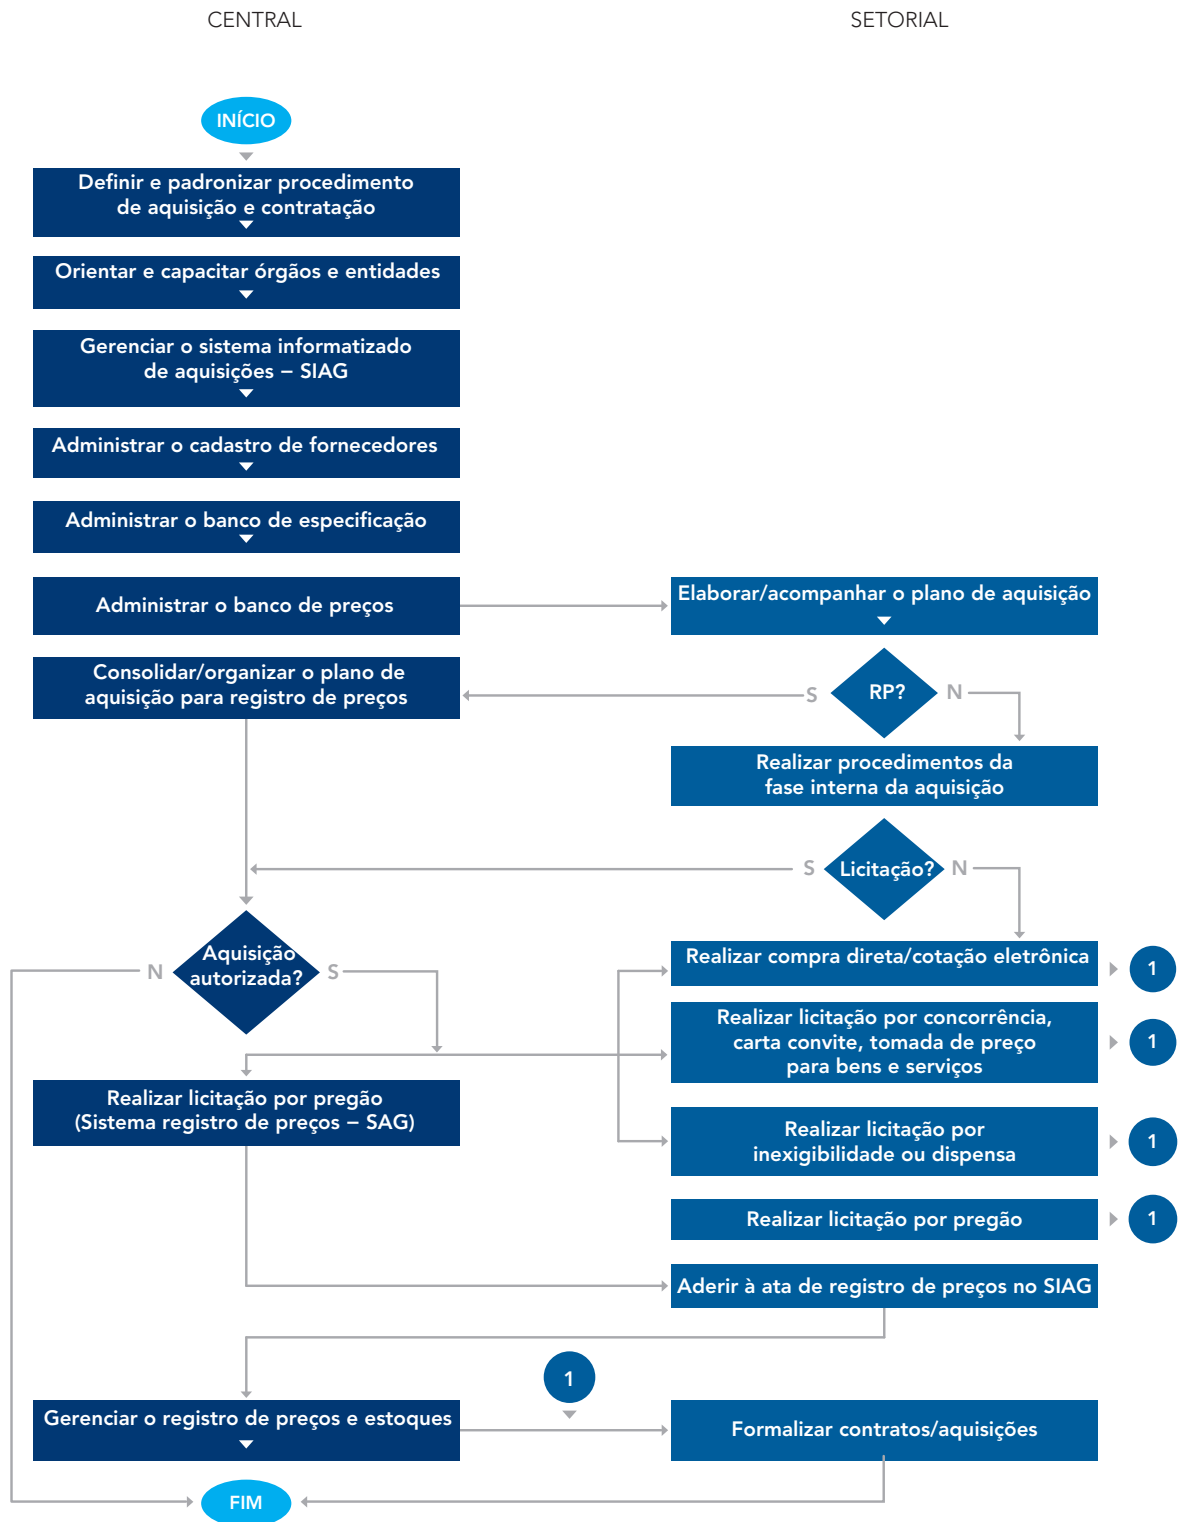 CENTRAL
SETORIAL
INÍCIO
Definir e padronizar procedimento
de aquisição e contratação
Orientar e capacitar órgãos e entidades
Gerenciar o sistema informatizado
de aquisições – SIAG
Administrar o cadastro de fornecedores
Administrar o banco de especificação
Administrar o banco de preços
Elaborar/acompanhar o plano de aquisição
Consolidar/organizar o plano de
aquisição para registro de preços
S
RP?
N
Realizar procedimentos da
fase interna da aquisição
S
Licitação?
N
N
Aquisição
autorizada?
S
Realizar compra direta/cotação eletrônica
1
Realizar licitação por concorrência,
carta convite, tomada de preço
para bens e serviços
1
Realizar licitação por pregão
(Sistema registro de preços – SAG)
Realizar licitação por
inexigibilidade ou dispensa
1
Realizar licitação por pregão
1
Aderir à ata de registro de preços no SIAG
1
Gerenciar o registro de preços e estoques
Formalizar contratos/aquisições
FIM